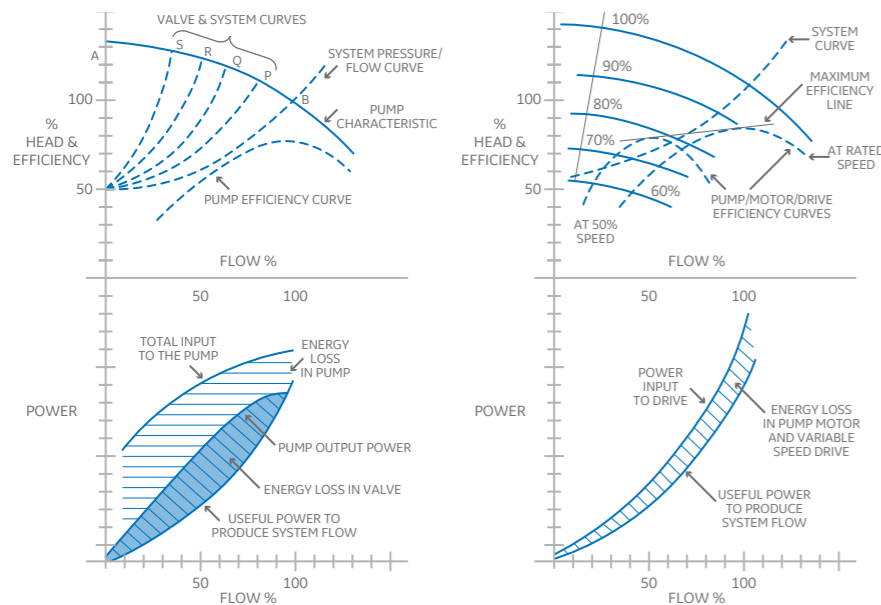 VALVE & SYSTEM CURVES
A
S
R
Q
P
B
SYSTEM PRESSURE/
FLOW CURVE
100
%
HEAD &
EFFICIENCY
PUMP
CHARACTERISTIC
50
PUMP EFFICIENCY CURVE
FLOW %
50
100
100%
90%
80%
70%
60%
SYSTEM
CURVE
MAXIMUM
EFFICIENCY
LINE
100
%
HEAD &
EFFICIENCY
AT RATED
SPEED
50
PUMP/MOTOR/DRIVE
EFFICIENCY CURVES
AT 50%
SPEED
FLOW %
50
100
TOTAL INPUT
TO THE PUMP
ENERGY
LOSS
IN PUMP
POWER
PUMP OUTPUT POWER
ENERGY LOSS IN VALVE
USEFUL POWER TO
PRODUCE SYSTEM FLOW
50
100
FLOW %
POWER
INPUT
TO DRIVE
POWER
ENERGY LOSS
IN PUMP MOTOR
AND VARIABLE
SPEED DRIVE
USEFUL POWER
TO PRODUCE
SYSTEM FLOW
50
100
FLOW %